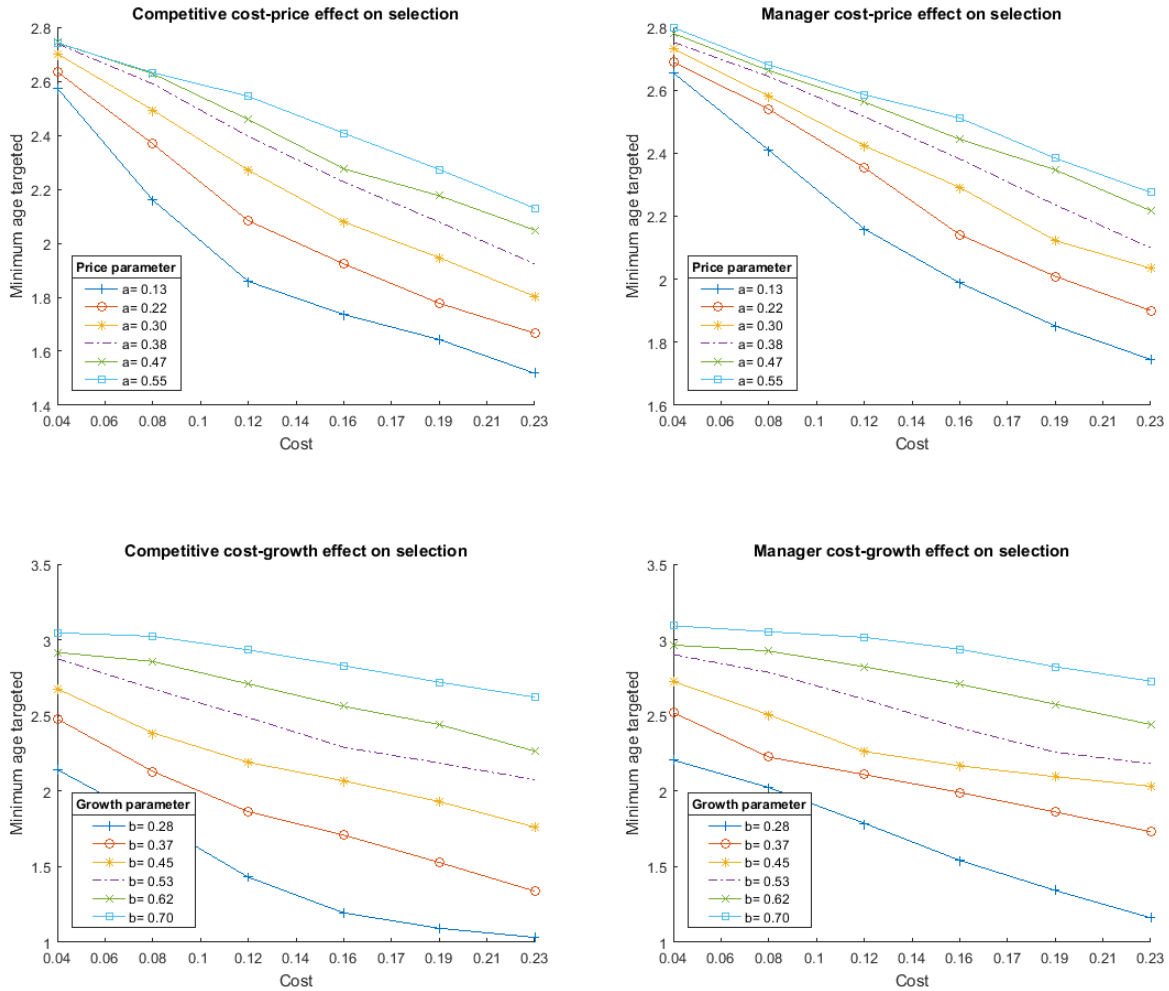 Competitive cost-price effect on selection
Minimum age targeted
2.8
2.6
2.4
2.2
2
1.8
1.6
1.4
Price parameter
a= 0.13
a= 0.22
a= 0.30
a= 0.38
a= 0.47
a= 0.55
0.04 0.06 0.08 0.1 0.12 0.13 0.16 0.17 0.19 0.21 0.23
Cost
Manager cost-price effect on selection
Minimum age targeted
2.8
2.6
2.4
2.2
2
1.8
1.6
Price parameter
a= 0.13
a= 0.22
a= 0.30
a= 0.38
a= 0.47
a= 0.55
0.04 0.06 0.08 0.1 0.12 0.13 0.16 0.17 0.19 0.21 0.23
Cost
Competitive cost-growth effect on selection
Minimum age targeted
3.5
3
2.5
2
1.5
1
Growth parameter
b= 0.28
b= 0.37
b= 0.45
b= 0.53
b= 0.62
b= 0.70
0.04 0.06 0.08 0.1 0.12 0.13 0.16 0.17 0.19 0.21 0.23
Cost
Manager cost-growth effect on selection
Minimum age targeted
3.5
3
2.5
2
1.5
1
Growth parameter
b= 0.28
b= 0.37
b= 0.45
b= 0.53
b= 0.62
b= 0.70
0.04 0.06 0.08 0.1 0.12 0.13 0.16 0.17 0.19 0.21 0.23
Cost